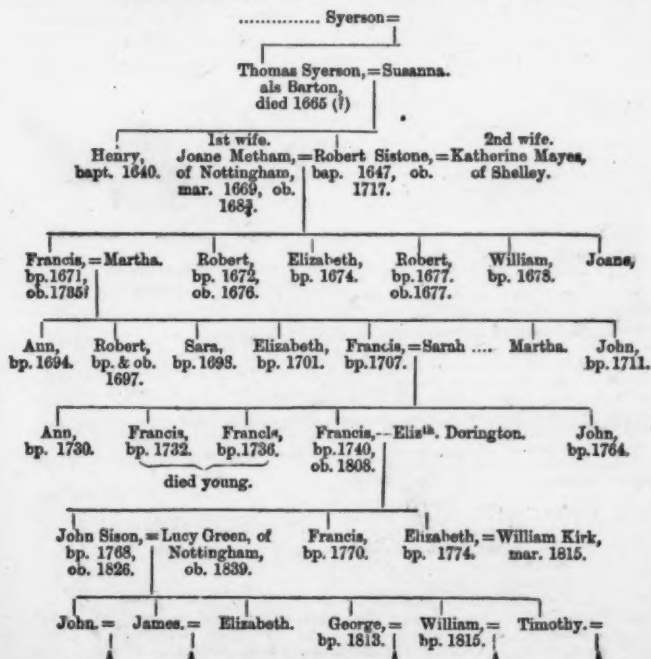 ............... Syerson=
Thomas Syerson,=Susanna.
als Barton,
died 1665 (?)
1st wife. 2nd wife.
Henry, Joane Metham,=Robert Sistone,=Katherine Mayes,
bapt. 1640. of Nottingham, bap. 1647, ob. of Shelley.
mar. 1669, ob. 1717.
168¾.
Francis,=Martha. Robert, Elizabeth, Robert, William, Joane,
bp.1671, bp. 1672, bp. 1674. bp.1677. bp. 1678.
ob.1735? ob. 1676. ob.1677.
Ann, Robert, Sara, Elizabeth, Francis,=Sarah .... Martha. John,
bp. 1694. bp. & ob. bp. 1698. bp. 1701. bp.1707. bp. 1711.
1697.
Ann, Francis, Francis, Francis,--Elizth. Dorington. John,
bp. 1730. bp. 1732. bp.1736. bp.1740, bp.1764.
ob. 1808.
died young.
John Sison,=Lucy Green, of Francis, Elizabeth,=William Kirk,
bp. 1768, Nottingham, bp. 1770. bp. 1774. mar. 1815.
ob. 1826. ob. 1839.
John.= James.= Elizabeth. George,= William,= Timothy.=
bp. 1813. bp. 1815.